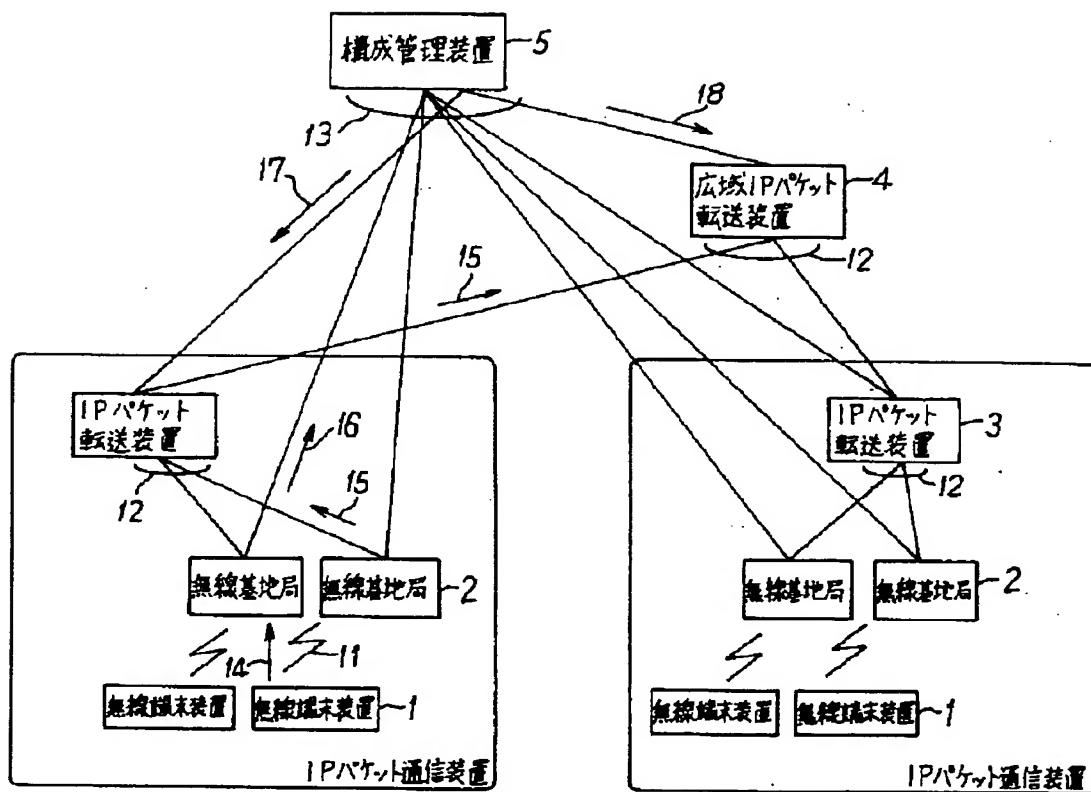 構成管理装置
5
13
18
17
広域IPパケット
転送装置
4
12
15
IPパケット
転送装置
16
12
15
IPパケット
転送装置
3
12
無線基地局
無線基地局
2
無線基地局
無線基地局
2
14
11
無線端末装置
無線端末装置
1
無線端末装置
無線端末装置
1
IPパケット通信装置
IPパケット通信装置